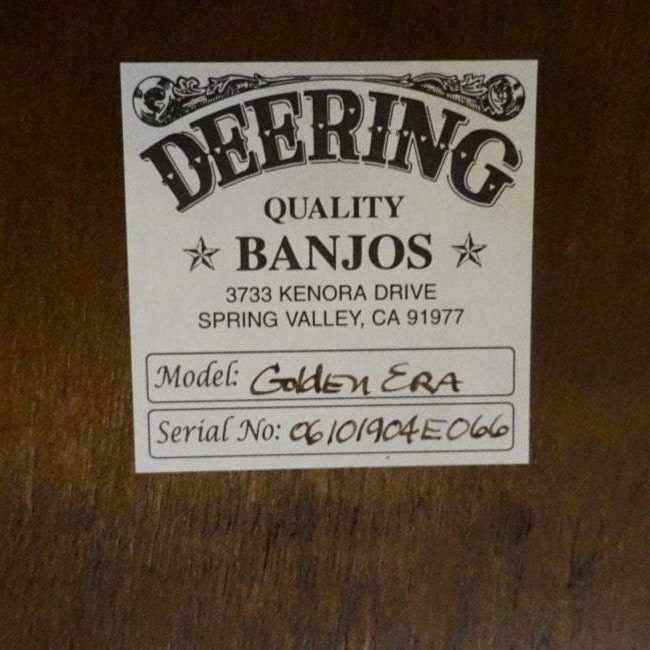 DEERING
QUALITY
BANJOS
3733 KENORA DRIVE
SPRING VALLEY, CA 91977
Model: Golden Era
Serial No: 06101904E066